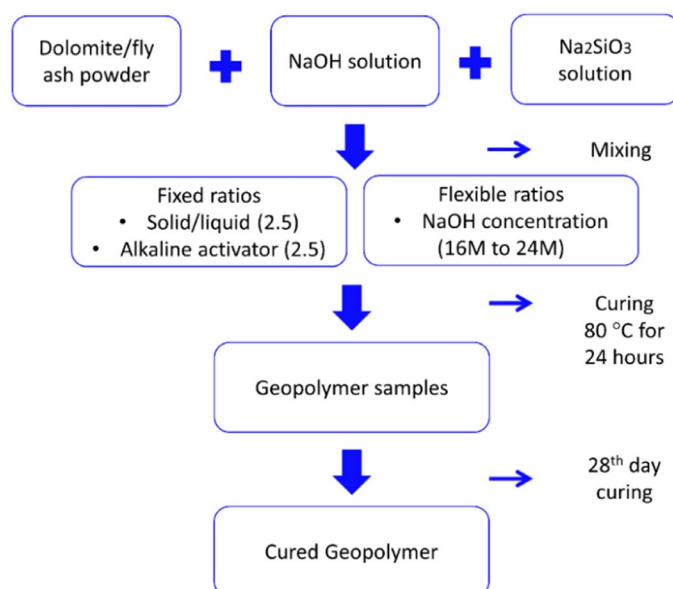 Dolomite/fly
ash powder
NaOH solution
Na2SiO3
solution
Mixing
Fixed ratios
• Solid/liquid (2.5)
• Alkaline activator (2.5)
Flexible ratios
• NaOH concentration
(16M to 24M)
Curing
80 °C for
24 hours
Geopolymer samples
28th day
curing
Cured Geopolymer